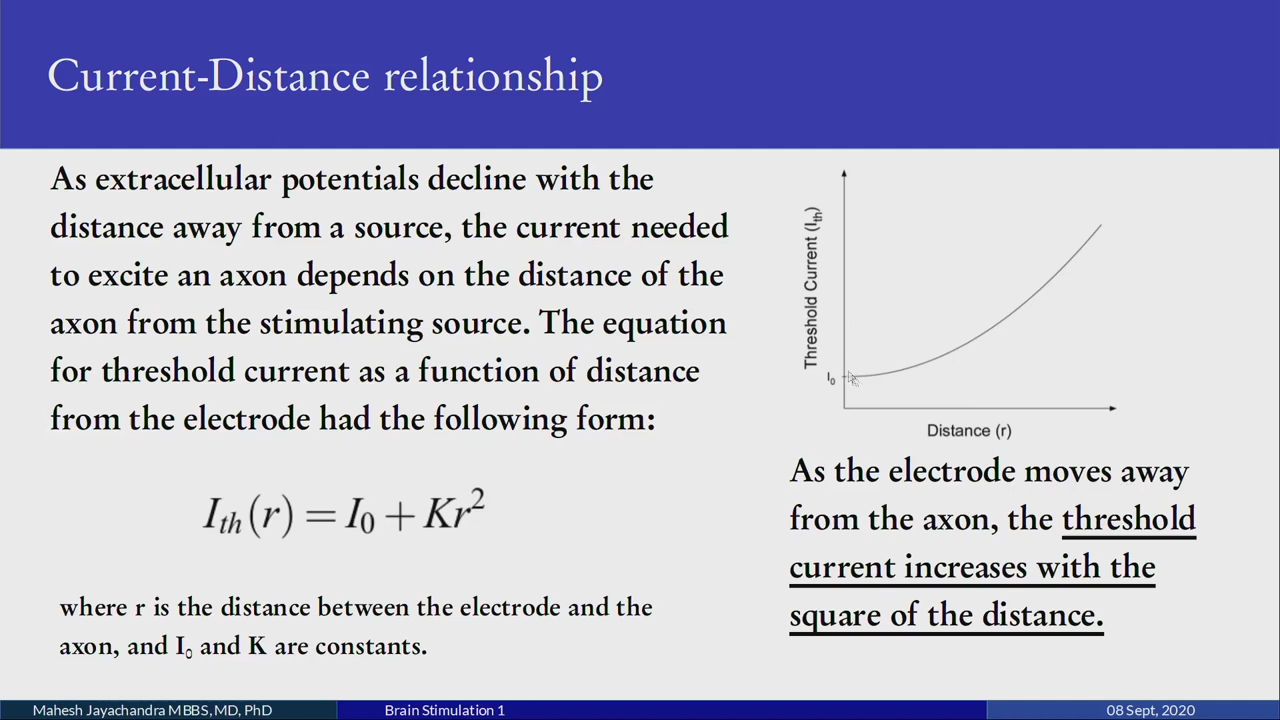 Current-Distance relationship
As extracellular potentials decline with the
distance away from a source, the current needed
to excite an axon depends on the distance of the
axon from the stimulating source. The equation
for threshold current as a function of distance
from the electrode had the following form:
I_th(r) = I_0 + Kr^2
where r is the distance between the electrode and the
axon, and I_0 and K are constants.
Threshold Current (I_th)
I_0
Distance (r)
As the electrode moves away
from the axon, the threshold
current increases with the
square of the distance.
Mahesh Jayachandra MBBS, MD, PhD
Brain Stimulation 1
08 Sept, 2020